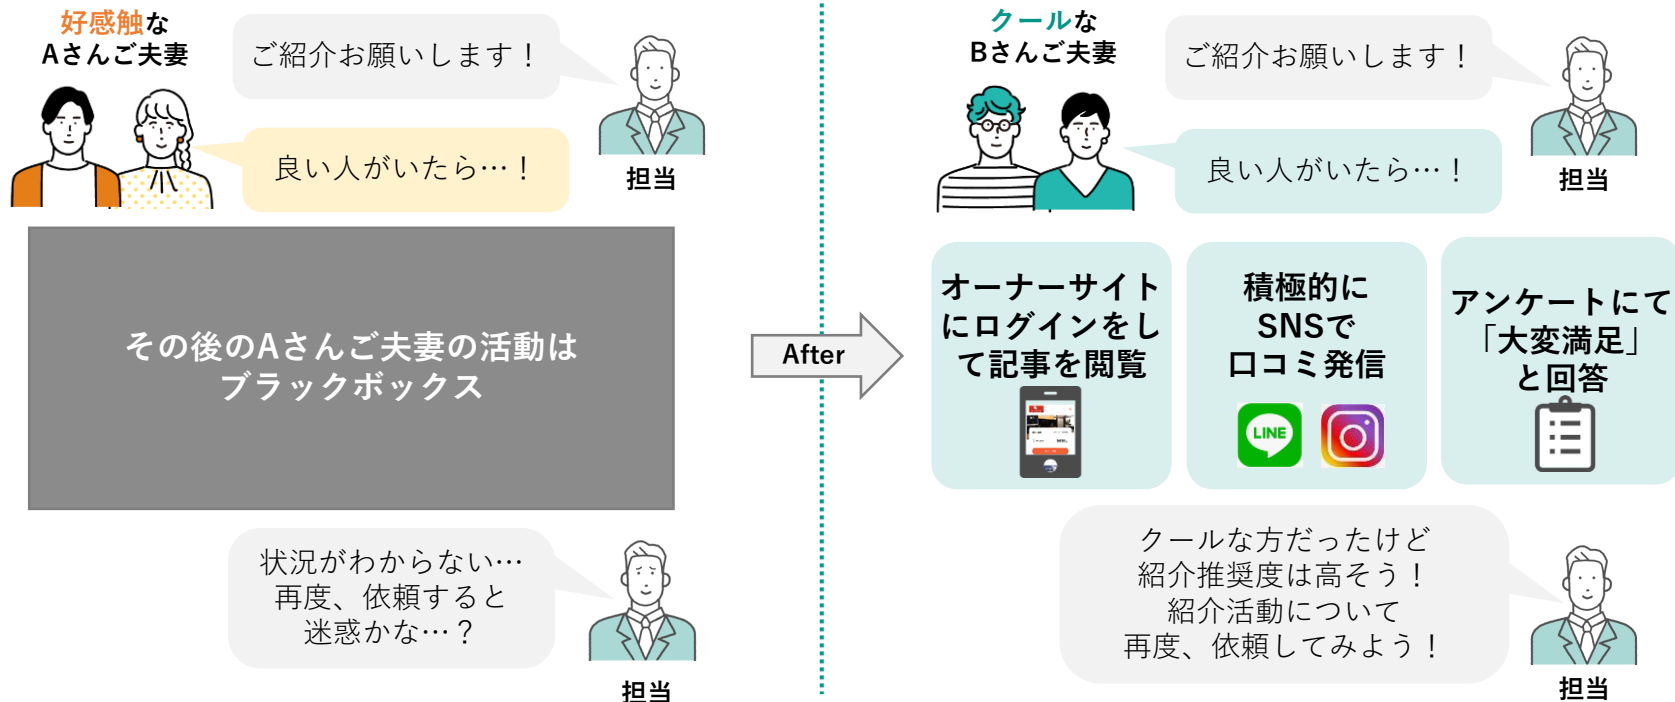 好感触な
Aさんご夫妻
ご紹介お願いします！
良い人がいたら…！
担当
その後のAさんご夫妻の活動は
ブラックボックス
状況がわからない…
再度、依頼すると
迷惑かな…？
担当
After
クールな
Bさんご夫妻
ご紹介お願いします！
良い人がいたら…！
担当
オーナーサイト
にログインをし
て記事を閲覧
積極的に
SNSで
口コミ発信
LINE
アンケートにて
「大変満足」
と回答
クールな方だったけど
紹介推奨度は高そう！
紹介活動について
再度、依頼してみよう！
担当